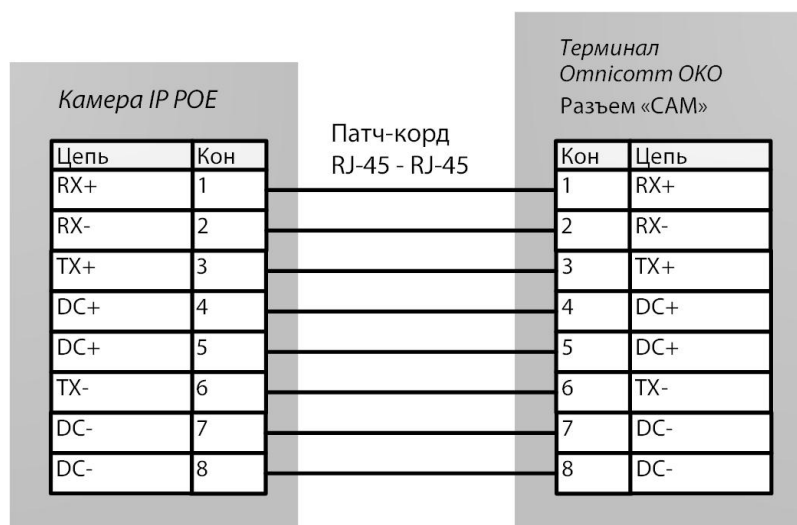 Камера IP POE
Цепь Кон
RX+ 1
RX- 2
TX+ 3
DC+ 4
DC+ 5
TX- 6
DC- 7
DC- 8
Патч-корд
RJ-45 - RJ-45
Терминал
Omnicomm ОКО
Разъем «CAM»
Кон Цепь
1 RX+
2 RX-
3 TX+
4 DC+
5 DC+
6 TX-
7 DC-
8 DC-